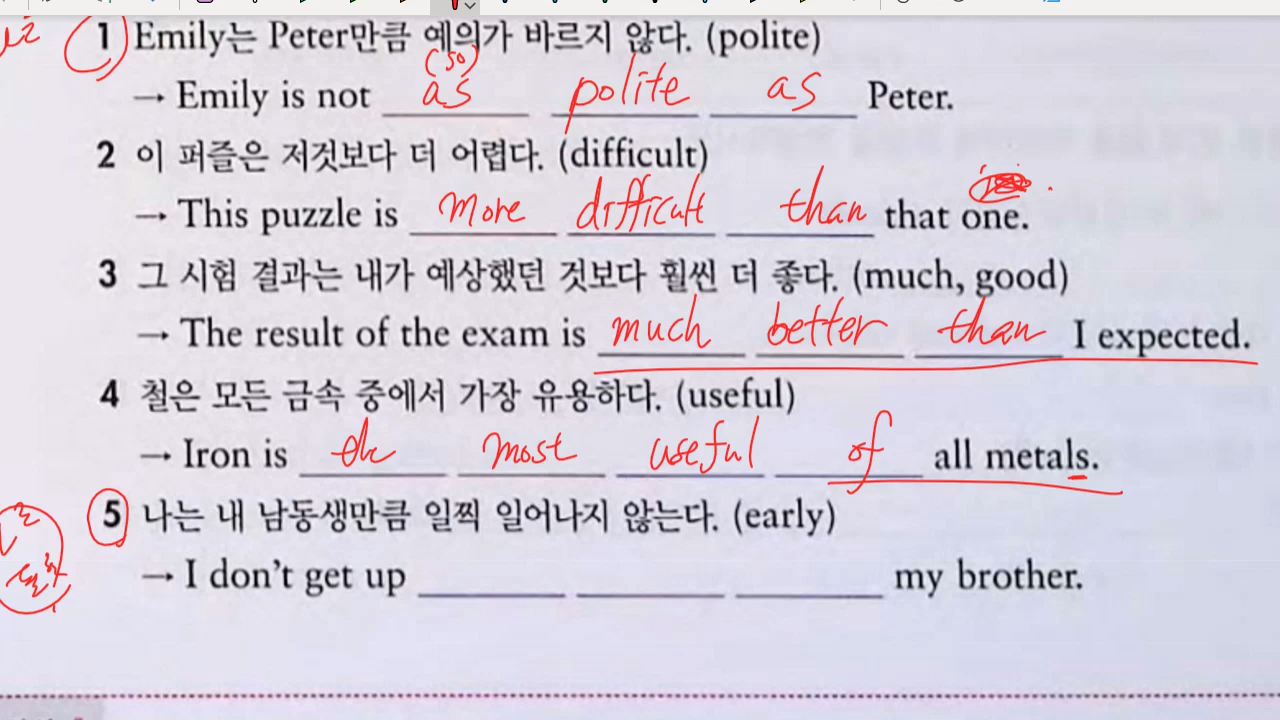 1 Emily는 Peter만큼 예의가 바르지 않다. (polite)
(so)
→ Emily is not as polite as Peter.
2 이 퍼즐은 저것보다 더 어렵다. (difficult)
→ This puzzle is more difficult than that one.
3 그 시험 결과는 내가 예상했던 것보다 훨씬 더 좋다. (much, good)
→ The result of the exam is much better than I expected.
4 철은 모든 금속 중에서 가장 유용하다. (useful)
→ Iron is the most useful of all metals.
5 나는 내 남동생만큼 일찍 일어나지 않는다. (early)
→ I don't get up ______ ______ ______ my brother.